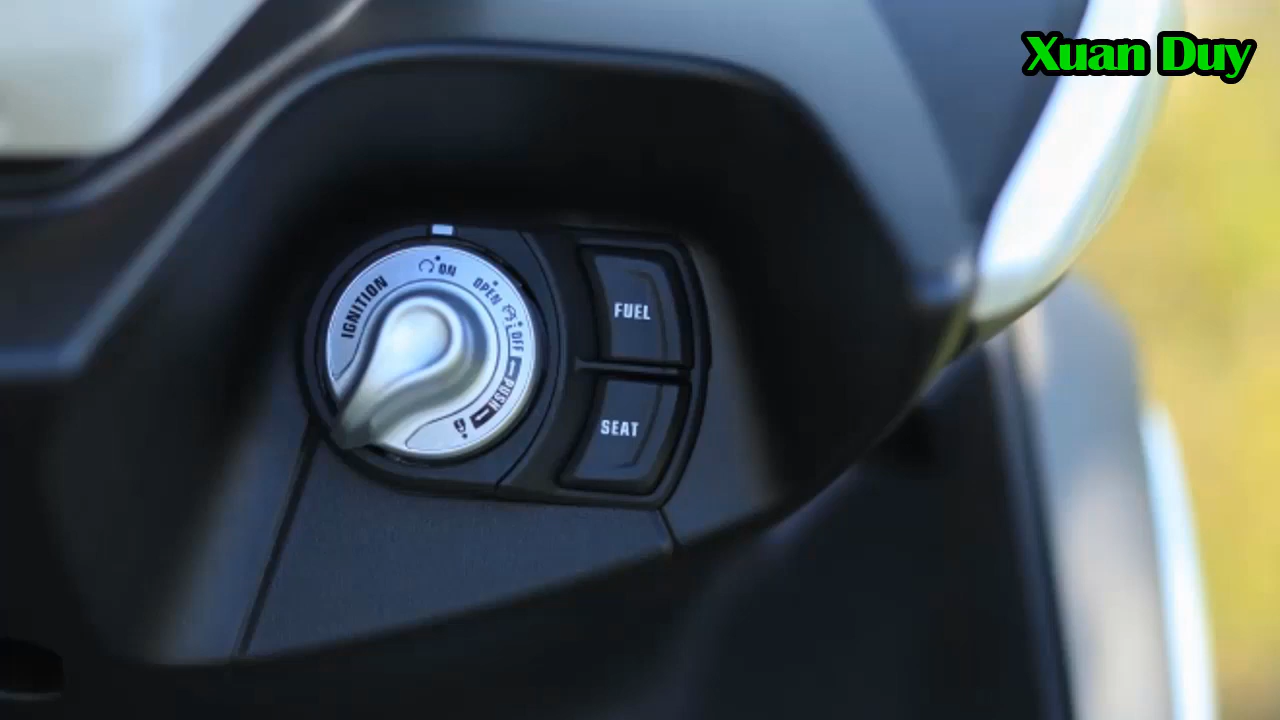 Xuan Duy
IGNITION
ON
OPEN
OFF
PUSH
FUEL
SEAT